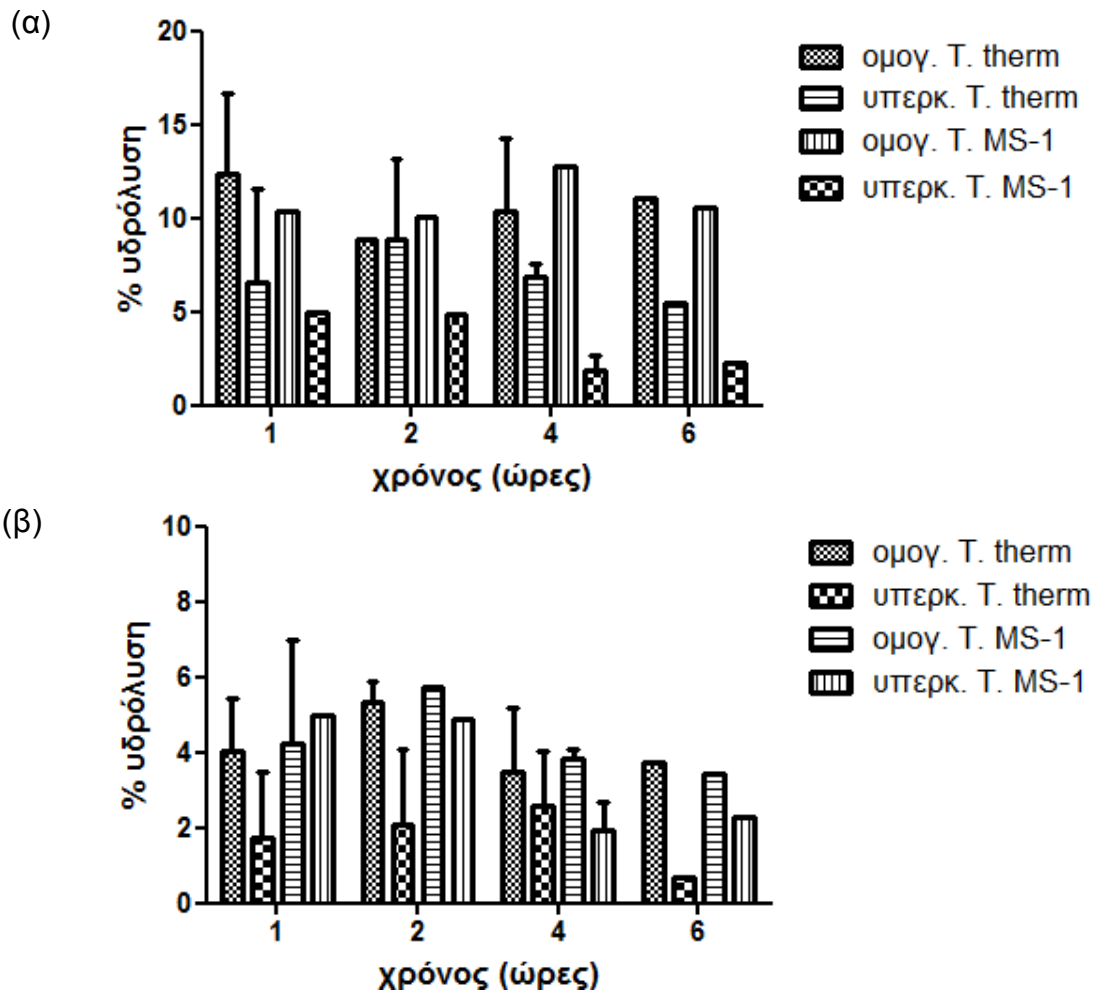 (α)
% υδρόλυση
20
15
10
5
0
1 2 4 6
χρόνος (ώρες)
ομογ. T. therm
υπερκ. T. therm
ομογ. T. MS-1
υπερκ. T. MS-1
(β)
% υδρόλυση
10
8
6
4
2
0
1 2 4 6
χρόνος (ώρες)
ομογ. T. therm
υπερκ. T. therm
ομογ. T. MS-1
υπερκ. T. MS-1